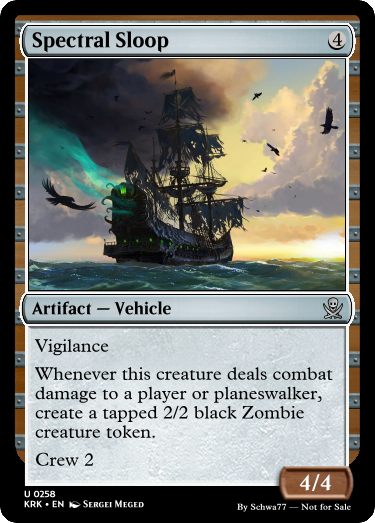 Spectral Sloop 4
Artifact — Vehicle
Vigilance
Whenever this creature deals combat
damage to a player or planeswalker,
create a tapped 2/2 black Zombie
creature token.
Crew 2
4/4
U 0258
KRK • EN Sergei Meged
By Schwa77 — Not for Sale